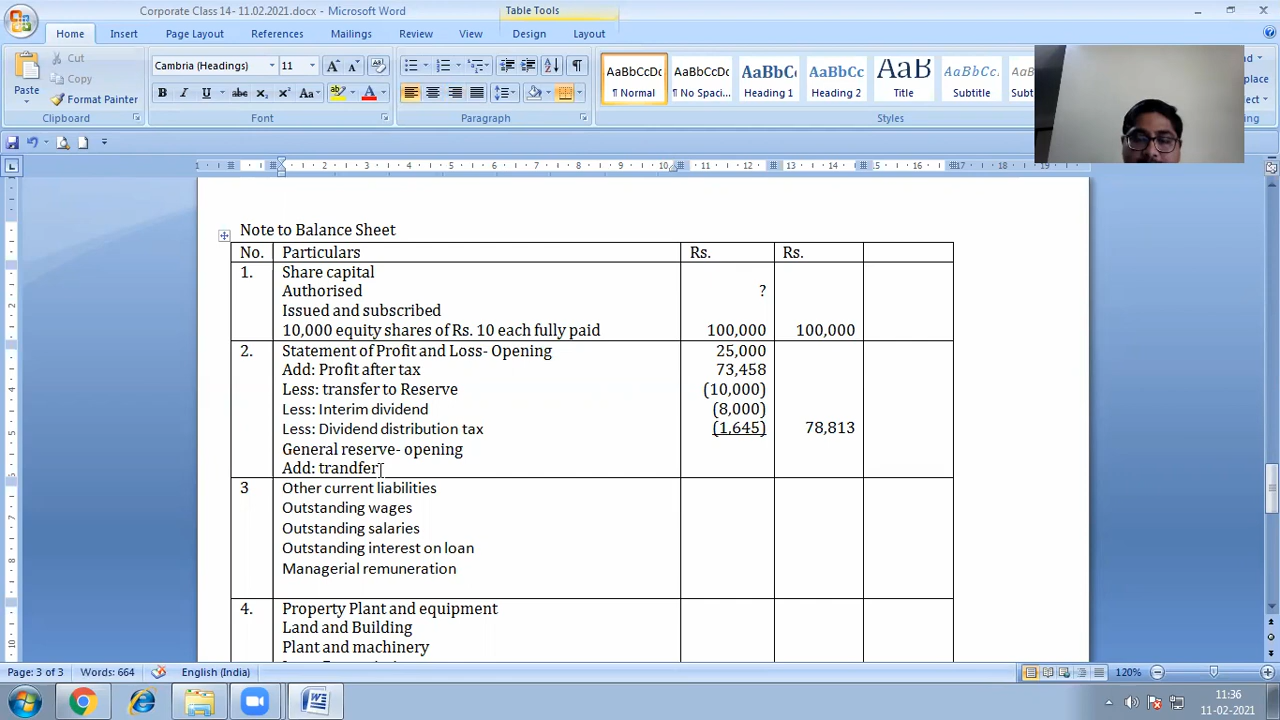 Corporate Class 14- 11.02.2021.docx - Microsoft Word
Table Tools
Home Insert Page Layout References Mailings Review View Design Layout
Cut
Copy
Format Painter
Paste
Clipboard
Cambria (Headings) 11
Font
Paragraph
AaBbCcDc AaBbCcDc AaBbCc AaBbCc AaB AaBbCc.
¶ Normal ¶ No Spaci... Heading 1 Heading 2 Title Subtitle
Styles
Note to Balance Sheet
No. Particulars Rs. Rs.
1. Share capital
Authorised ?
Issued and subscribed
10,000 equity shares of Rs. 10 each fully paid 100,000 100,000
2. Statement of Profit and Loss- Opening 25,000
Add: Profit after tax 73,458
Less: transfer to Reserve (10,000)
Less: Interim dividend (8,000)
Less: Dividend distribution tax (1,645) 78,813
General reserve- opening
Add: trandfer
3 Other current liabilities
Outstanding wages
Outstanding salaries
Outstanding interest on loan
Managerial remuneration
4. Property Plant and equipment
Land and Building
Plant and machinery
Page: 3 of 3 Words: 664 English (India) 120%
11:36
11-02-2021